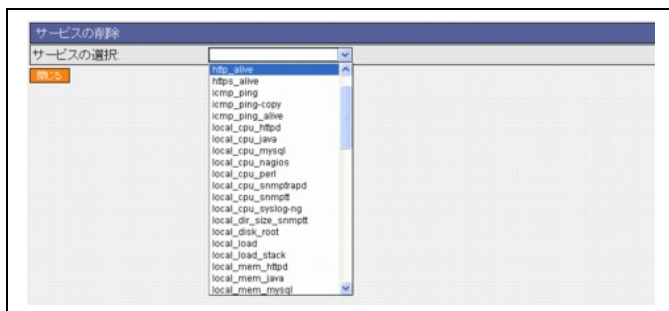 サービスの削除
サービスの選択:
閉じる
http_alive
https_alive
icmp_ping
icmp_ping-copy
icmp_ping_alive
local_cpu_httpd
local_cpu_java
local_cpu_mysql
local_cpu_nagios
local_cpu_perl
local_cpu_snmptrapd
local_cpu_snmptt
local_cpu_syslog-ng
local_dir_size_snmptt
local_disk_root
local_load
local_load_stack
local_mem_httpd
local_mem_java
local_mem_mysql